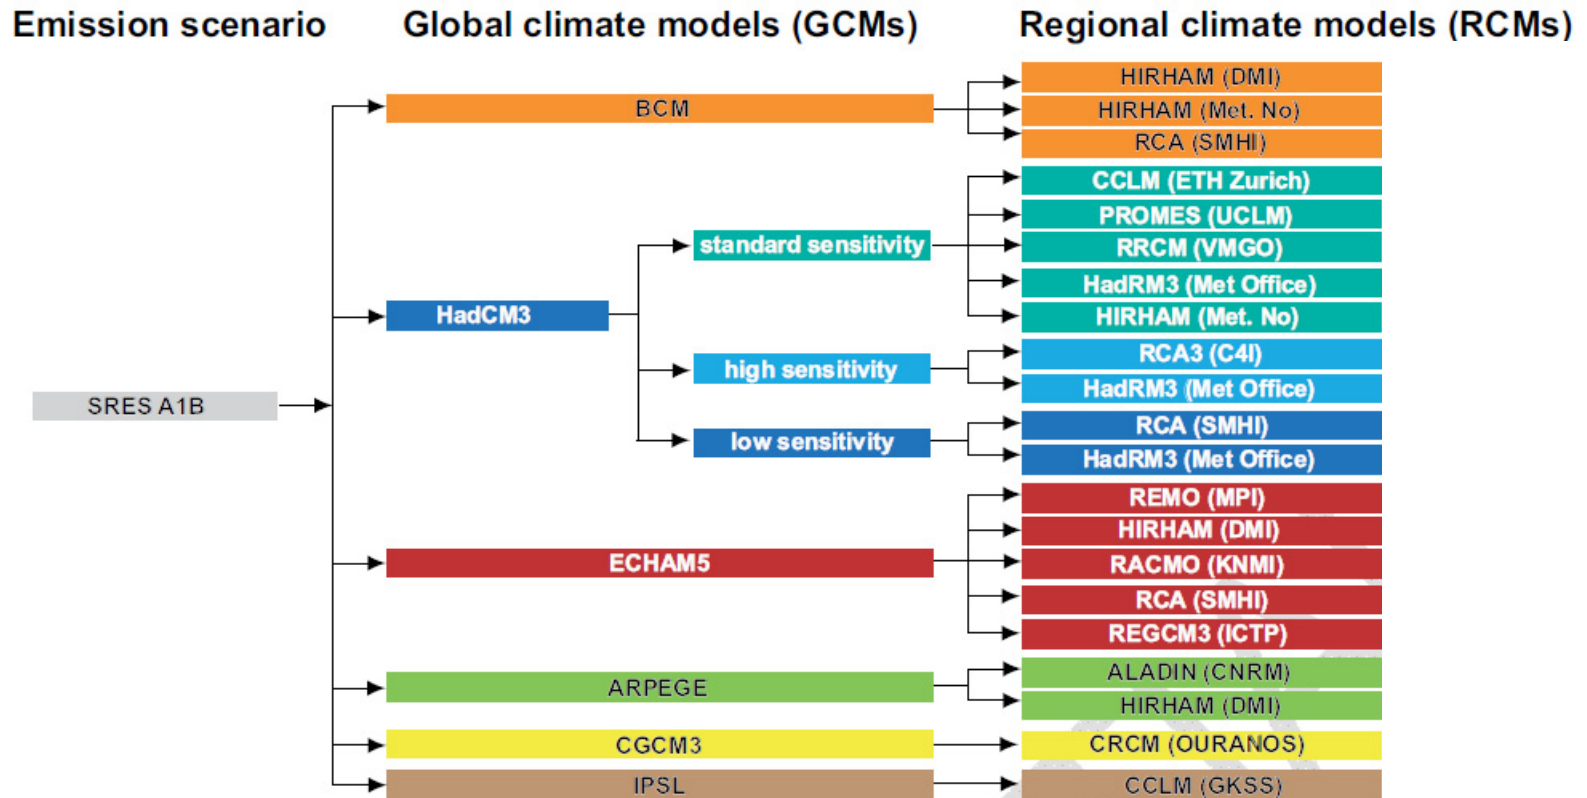 Emission scenario
Global climate models (GCMs)
Regional climate models (RCMs)
SRES A1B
BCM
HIRHAM (DMI)
HIRHAM (Met. No)
RCA (SMHI)
HadCM3
standard sensitivity
CCLM (ETH Zurich)
PROMES (UCLM)
RRCM (VMGO)
HadRM3 (Met Office)
HIRHAM (Met. No)
high sensitivity
RCA3 (C4I)
HadRM3 (Met Office)
low sensitivity
RCA (SMHI)
HadRM3 (Met Office)
ECHAM5
REMO (MPI)
HIRHAM (DMI)
RACMO (KNMI)
RCA (SMHI)
REGCM3 (ICTP)
ARPEGE
ALADIN (CNRM)
HIRHAM (DMI)
CGCM3
CRCM (OURANOS)
IPSL
CCLM (GKSS)